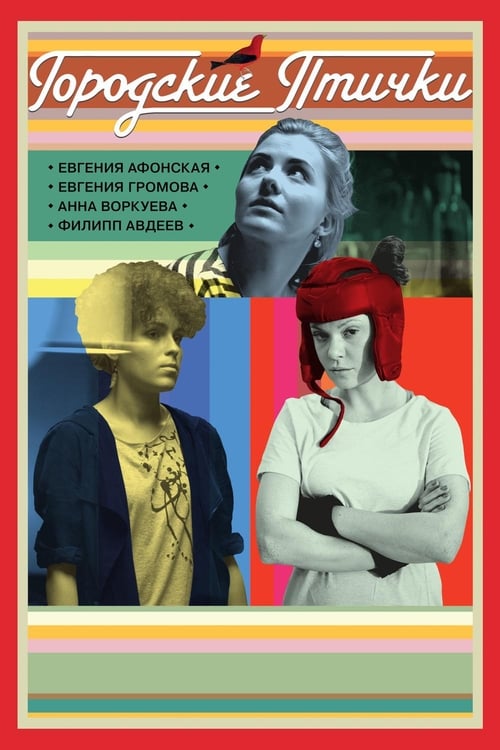 Городские Птички
• ЕВГЕНИЯ АФОНСКАЯ •
• ЕВГЕНИЯ ГРОМОВА •
• АННА ВОРКУЕВА •
• ФИЛИПП АВДЕЕВ •